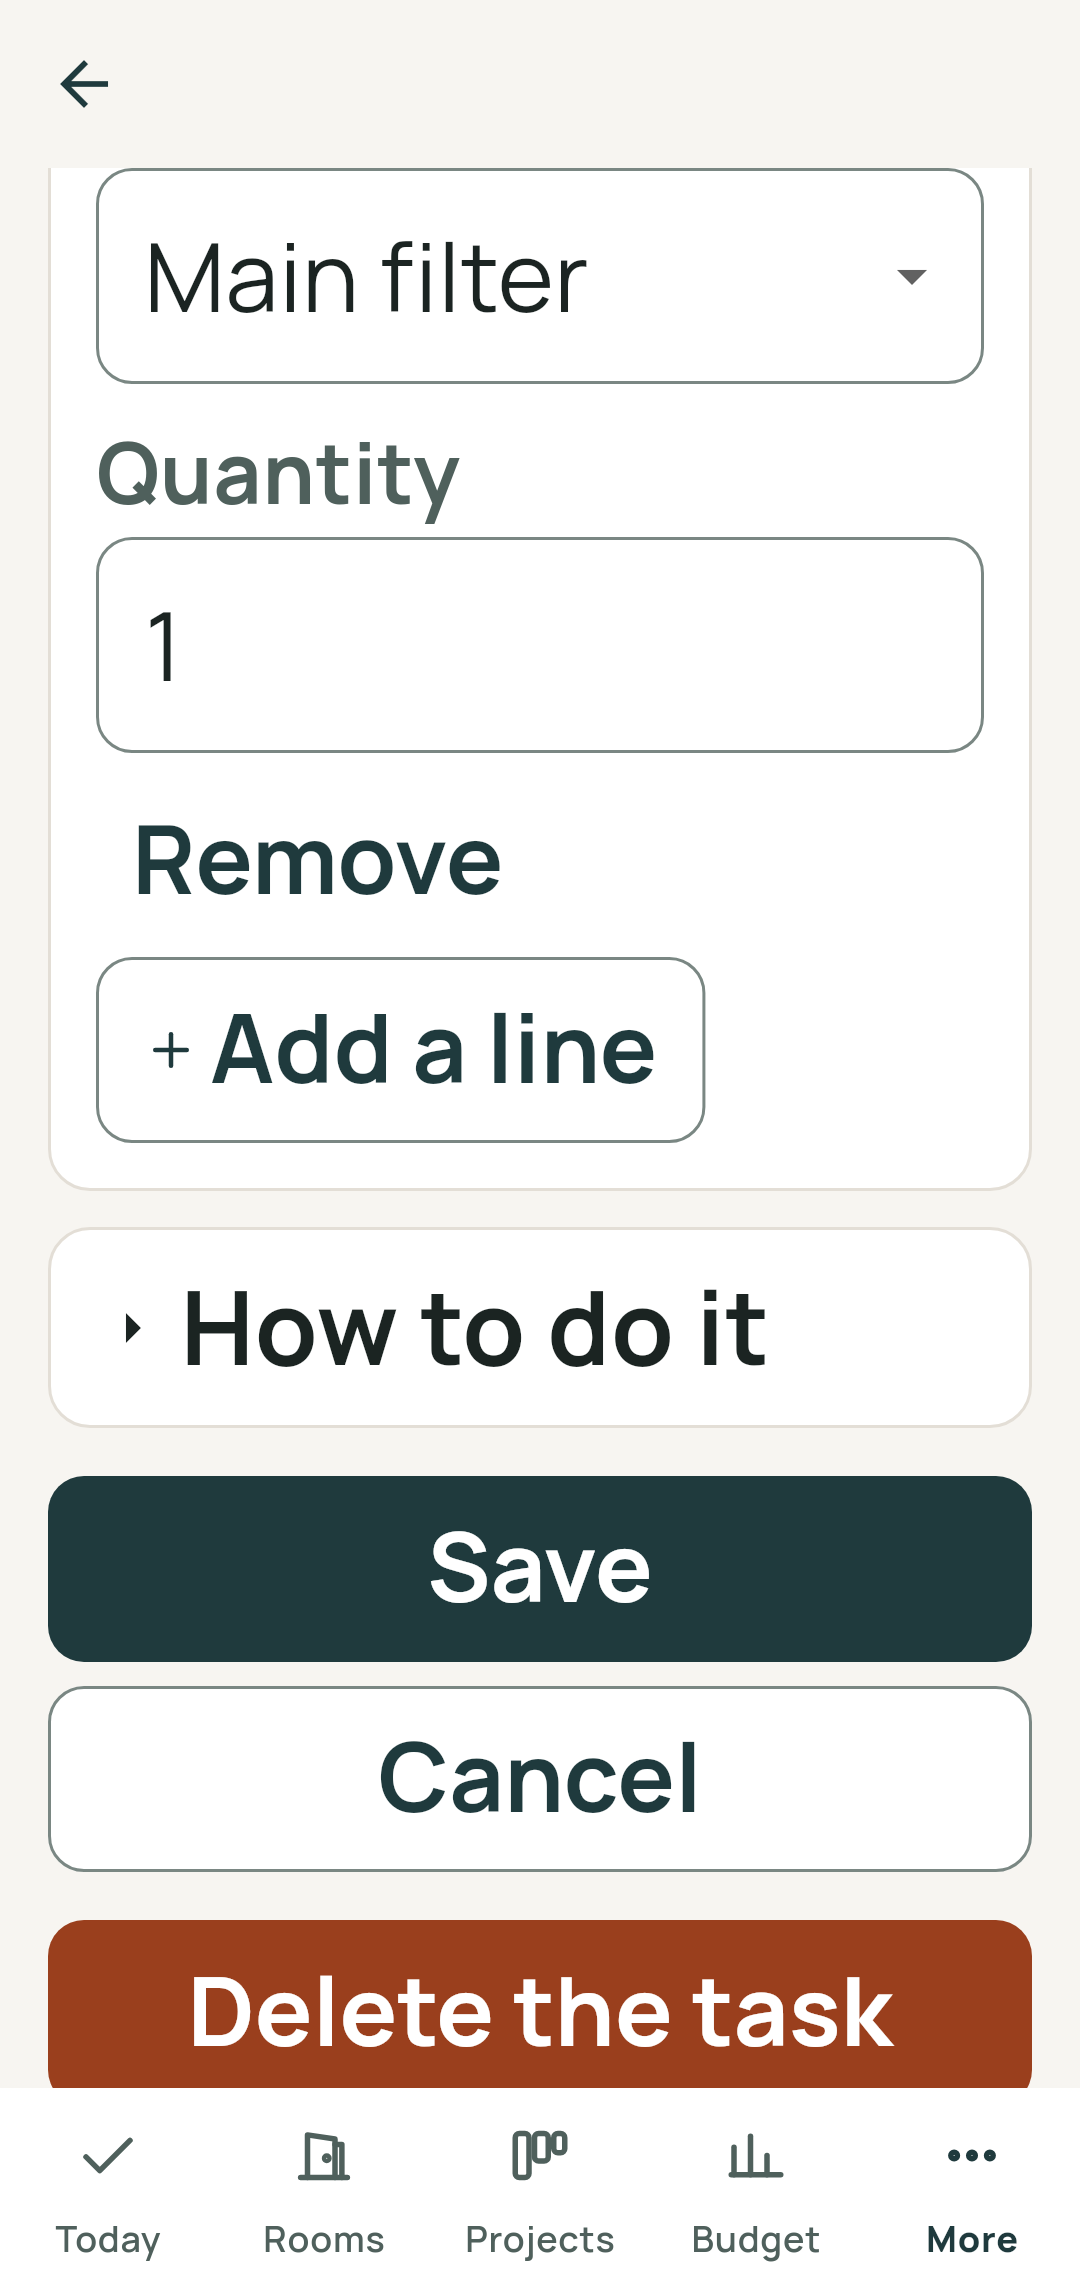 Main filter
Quantity
1
Remove
+ Add a line
How to do it
Save
Cancel
Delete the task
Today
Rooms
Projects
Budget
More